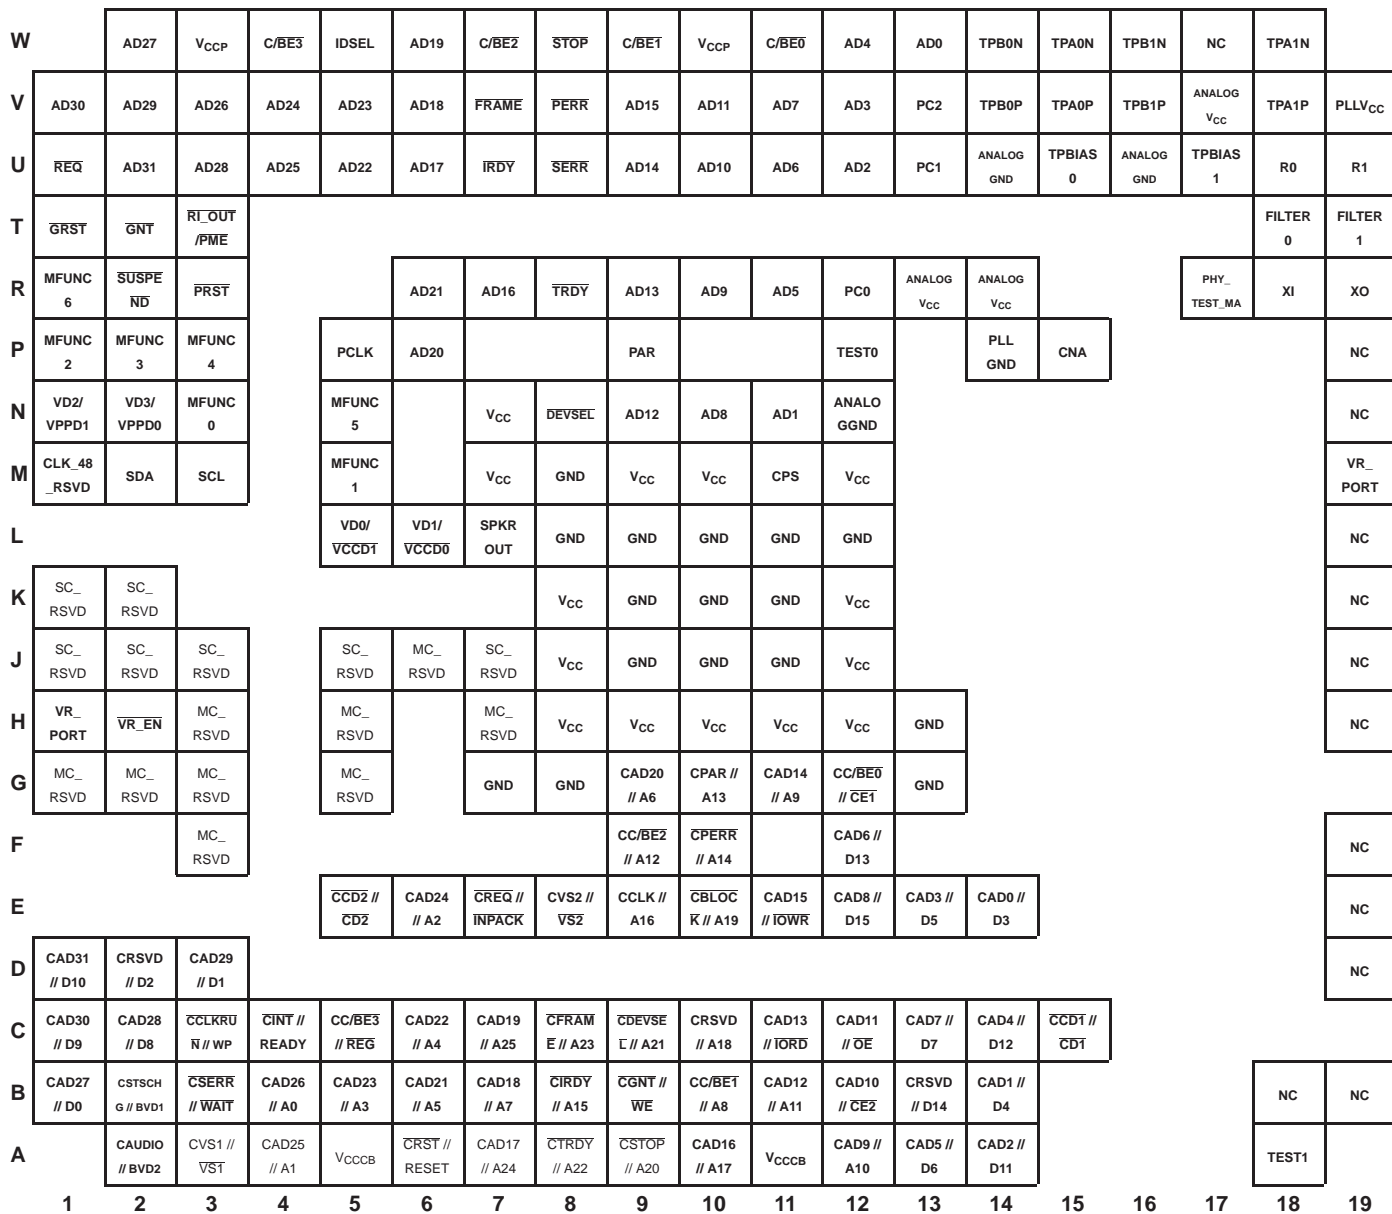 W AD27 VCCP C/BE3 IDSEL AD19 C/BE2 STOP C/BE1 VCCP C/BE0 AD4 AD0 TPB0N TPA0N TPB1N NC TPA1N
V AD30 AD29 AD26 AD24 AD23 AD18 FRAME PERR AD15 AD11 AD7 AD3 PC2 TPB0P TPA0P TPB1P ANALOG VCC TPA1P PLLVCC
U REQ AD31 AD28 AD25 AD22 AD17 IRDY SERR AD14 AD10 AD6 AD2 PC1 ANALOG GND TPBIAS 0 ANALOG GND TPBIAS 1 R0 R1
T GRST GNT RI_OUT /PME FILTER 0 FILTER 1
R MFUNC 6 SUSPE ND PRST AD21 AD16 TRDY AD13 AD9 AD5 PC0 ANALOG VCC ANALOG VCC PHY_ TEST_MA XI XO
P MFUNC 2 MFUNC 3 MFUNC 4 PCLK AD20 PAR TEST0 PLL GND CNA NC
N VD2/ VPPD1 VD3/ VPPD0 MFUNC 0 MFUNC 5 VCC DEVSEL AD12 AD8 AD1 ANALO GGND NC
M CLK_48 _RSVD SDA SCL MFUNC 1 VCC GND VCC VCC CPS VCC VR_ PORT
L VD0/ VCCD1 VD1/ VCCD0 SPKR OUT GND GND GND GND GND NC
K SC_ RSVD SC_ RSVD VCC GND GND GND VCC NC
J SC_ RSVD SC_ RSVD SC_ RSVD SC_ RSVD MC_ RSVD SC_ RSVD VCC GND GND GND VCC NC
H VR_ PORT VR_EN MC_ RSVD MC_ RSVD MC_ RSVD VCC VCC VCC VCC VCC GND NC
G MC_ RSVD MC_ RSVD MC_ RSVD MC_ RSVD GND GND CAD20 // A6 CPAR // A13 CAD14 // A9 CC/BE0 // CE1 GND
F MC_ RSVD CC/BE2 // A12 CPERR // A14 CAD6 // D13 NC
E CCD2 // CD2 CAD24 // A2 CREQ // INPACK CVS2 // VS2 CCLK // A16 CBLOC K // A19 CAD15 // IOWR CAD8 // D15 CAD3 // D5 CAD0 // D3 NC
D CAD31 // D10 CRSVD // D2 CAD29 // D1 NC
C CAD30 // D9 CAD28 // D8 CCLKRU N // WP CINT // READY CC/BE3 // REG CAD22 // A4 CAD19 // A25 CFRAM E // A23 CDEVSE L // A21 CRSVD // A18 CAD13 // IORD CAD11 // OE CAD7 // D7 CAD4 // D12 CCD1 // CD1
B CAD27 // D0 CSTSCH G // BVD1 CSERR // WAIT CAD26 // A0 CAD23 // A3 CAD21 // A5 CAD18 // A7 CIRDY // A15 CGNT // WE CC/BE1 // A8 CAD12 // A11 CAD10 // CE2 CRSVD // D14 CAD1 // D4 NC NC
A CAUDIO // BVD2 CVS1 // VS1 CAD25 // A1 VCCCB CRST // RESET CAD17 // A24 CTRDY // A22 CSTOP // A20 CAD16 // A17 VCCCB CAD9 // A10 CAD5 // D6 CAD2 // D11 TEST1
1 2 3 4 5 6 7 8 9 10 11 12 13 14 15 16 17 18 19